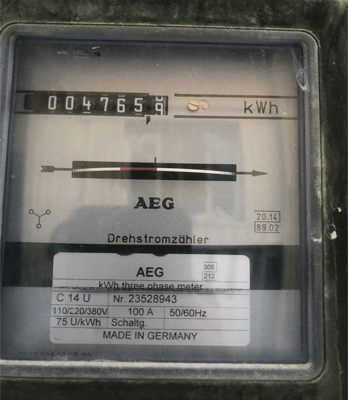 004765
kWh
AEG
20.14
89.02
Drehstromzähler
AEG
305
212
kWh three phase meter
C 14 U Nr. 23528943
110/220/380V 100 A 50/60Hz
75 U/kWh Schaltg.
MADE IN GERMANY